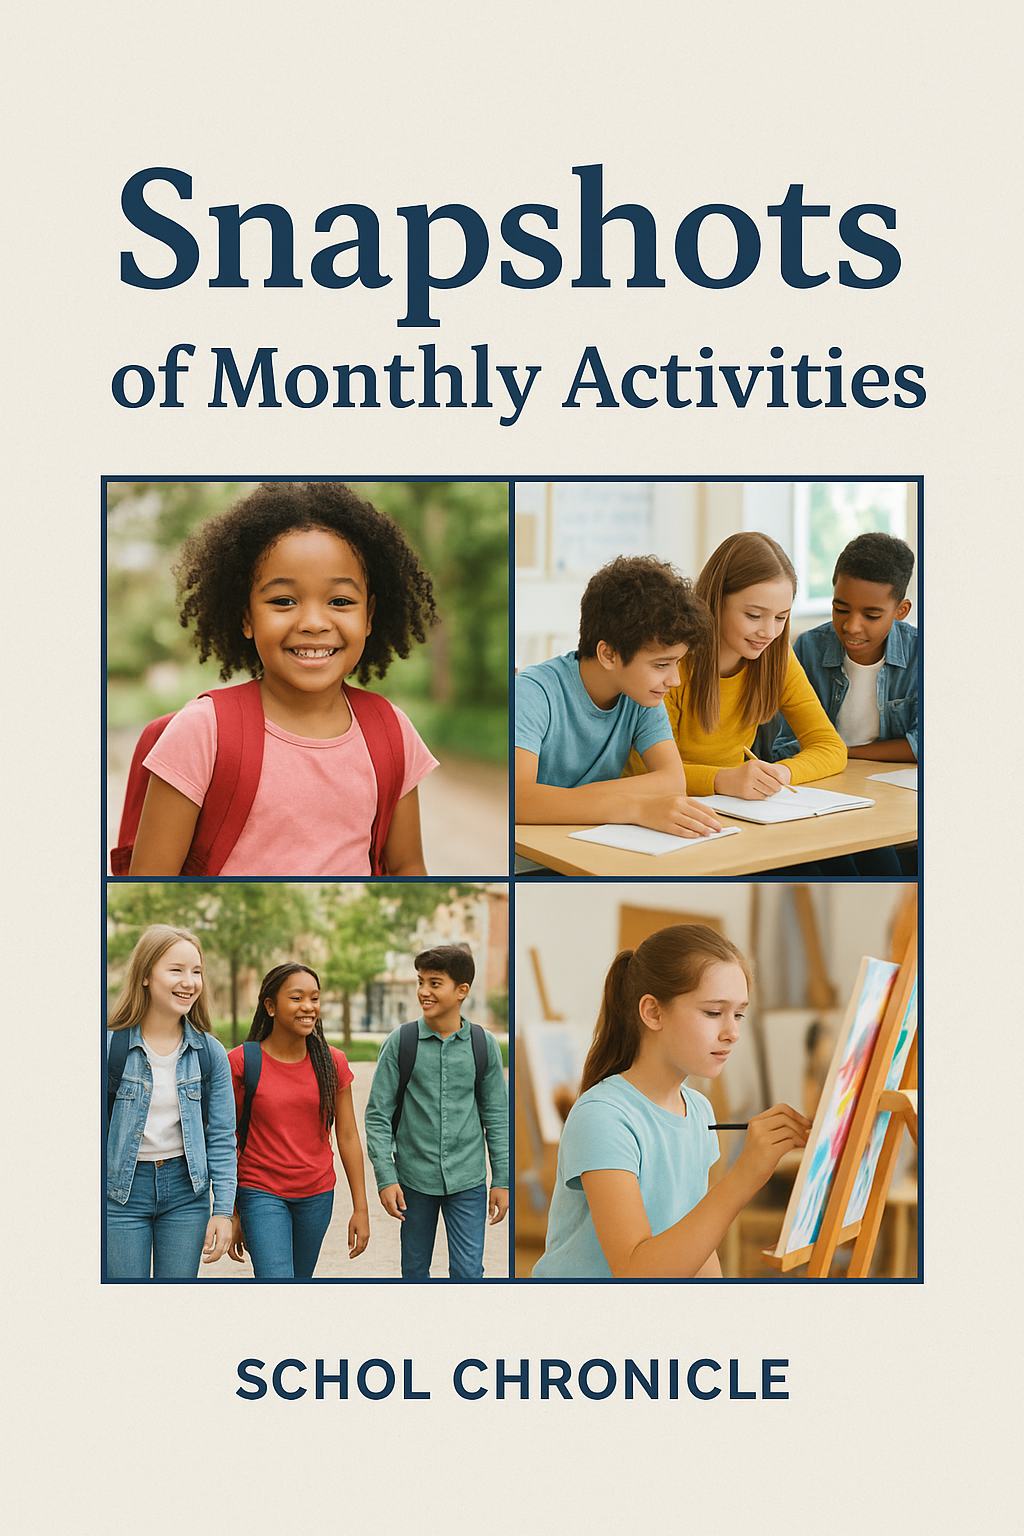 Snapshots
of Monthly Activities
SCHOL CHRONICLE